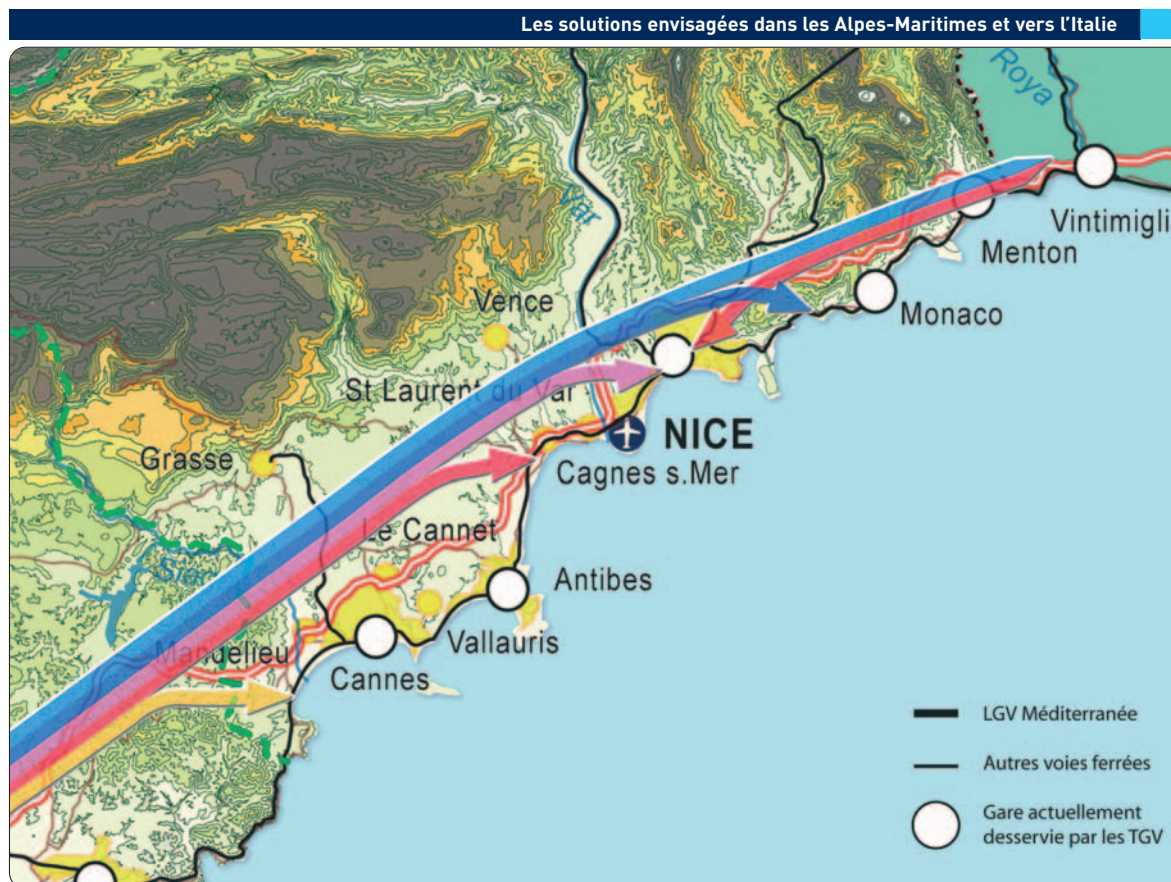 Les solutions envisagées dans les Alpes-Maritimes et vers l'Italie
Roya
Var
Vintimigli
Menton
Monaco
Vence
St Laurent du Var
NICE
Grasse
Cagnes s.Mer
Le Cannet
Antibes
Mandelieu
Vallauris
Cannes
LGV Méditerranée
Autres voies ferrées
Gare actuellement
desservie par les TGV